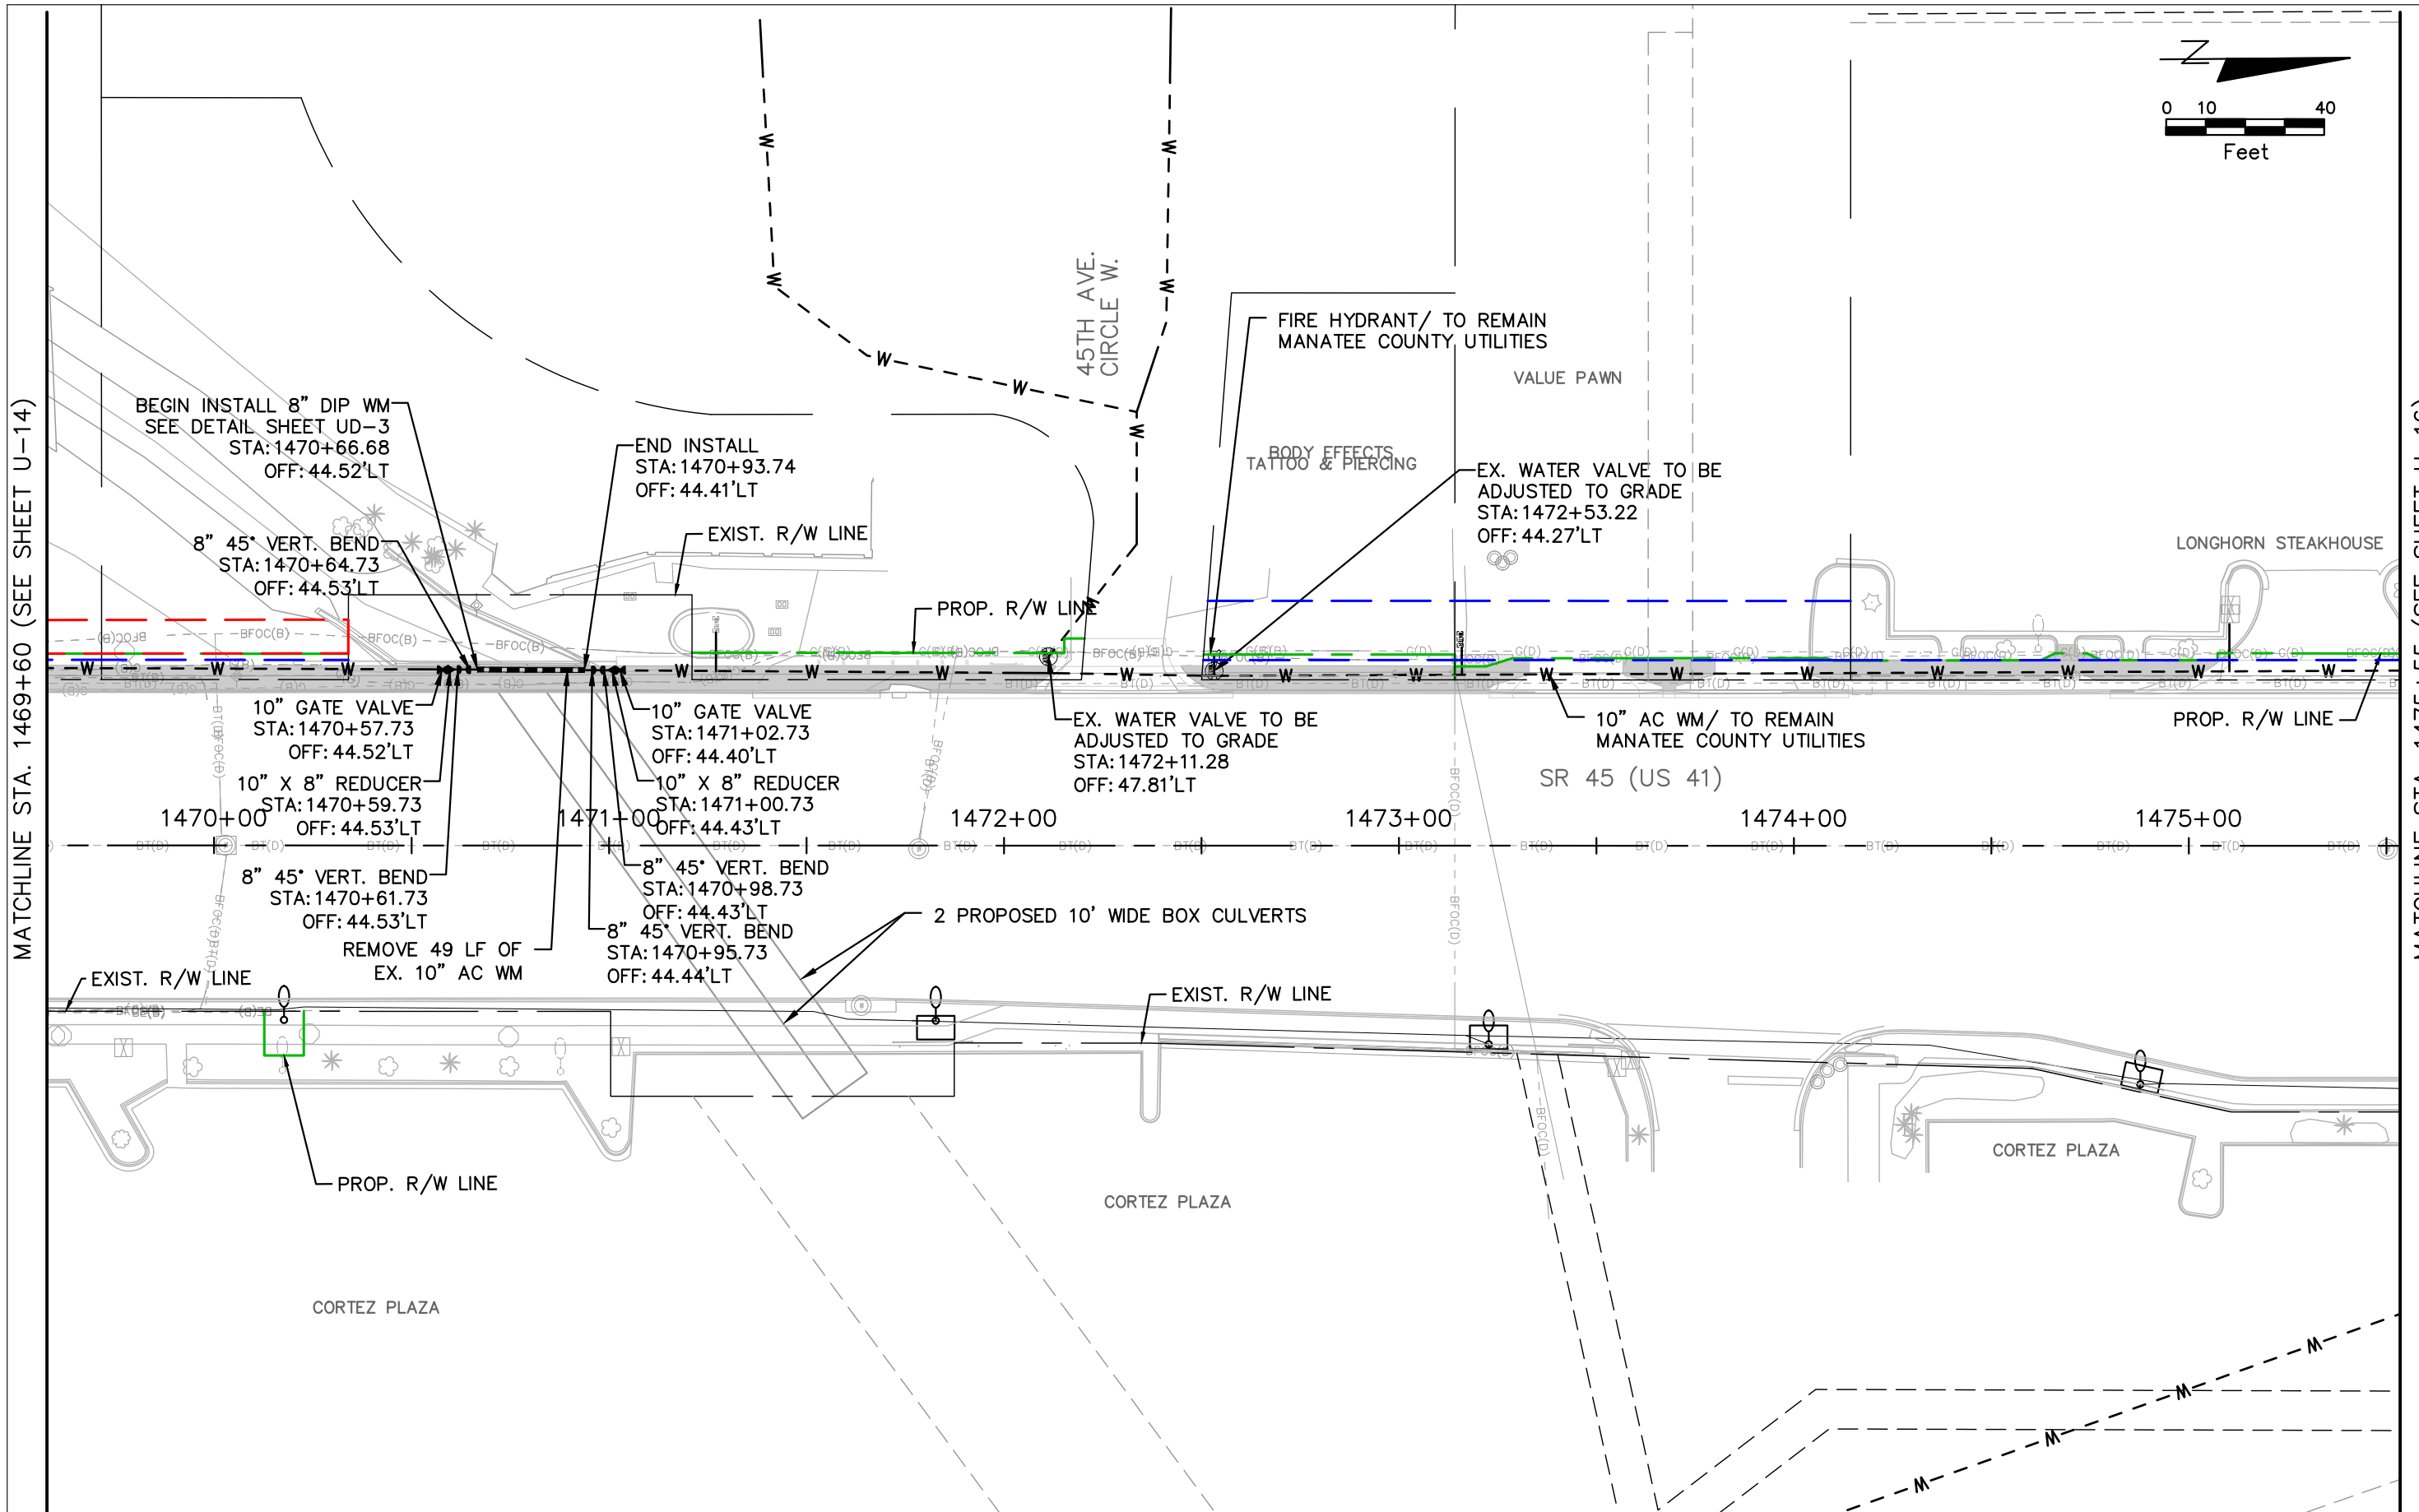 MATCHLINE STA. 1469+60 (SEE SHEET U-14)
0 10 40
Feet
45TH AVE.
CIRCLE W.
FIRE HYDRANT/ TO REMAIN
MANATEE COUNTY UTILITIES
VALUE PAWN
BODY EFFECTS
TATTOO & PIERCING
BEGIN INSTALL 8" DIP WM
SEE DETAIL SHEET UD-3
STA:1470+66.68
OFF:44.52'LT
END INSTALL
STA:1470+93.74
OFF:44.41'LT
EX. WATER VALVE TO BE
ADJUSTED TO GRADE
STA:1472+53.22
OFF:44.27'LT
8" 45° VERT. BEND
STA:1470+64.73
OFF:44.53'LT
EXIST. R/W LINE
LONGHORN STEAKHOUSE
PROP. R/W LINE
10" GATE VALVE
STA:1470+57.73
OFF:44.52'LT
10" GATE VALVE
STA:1471+02.73
OFF:44.40'LT
EX. WATER VALVE TO BE
ADJUSTED TO GRADE
STA:1472+11.28
OFF:47.81'LT
10" AC WM/ TO REMAIN
MANATEE COUNTY UTILITIES
PROP. R/W LINE
10" X 8" REDUCER
STA:1470+59.73
OFF:44.53'LT
10" X 8" REDUCER
STA:1471+00.73
OFF:44.43'LT
SR 45 (US 41)
1470+00
1471+00
1472+00
1473+00
1474+00
1475+00
8" 45° VERT. BEND
STA:1470+61.73
OFF:44.53'LT
8" 45° VERT. BEND
STA:1470+98.73
OFF:44.43'LT
REMOVE 49 LF OF
EX. 10" AC WM
8" 45° VERT. BEND
STA:1470+95.73
OFF:44.44'LT
2 PROPOSED 10' WIDE BOX CULVERTS
EXIST. R/W LINE
EXIST. R/W LINE
PROP. R/W LINE
CORTEZ PLAZA
CORTEZ PLAZA
CORTEZ PLAZA